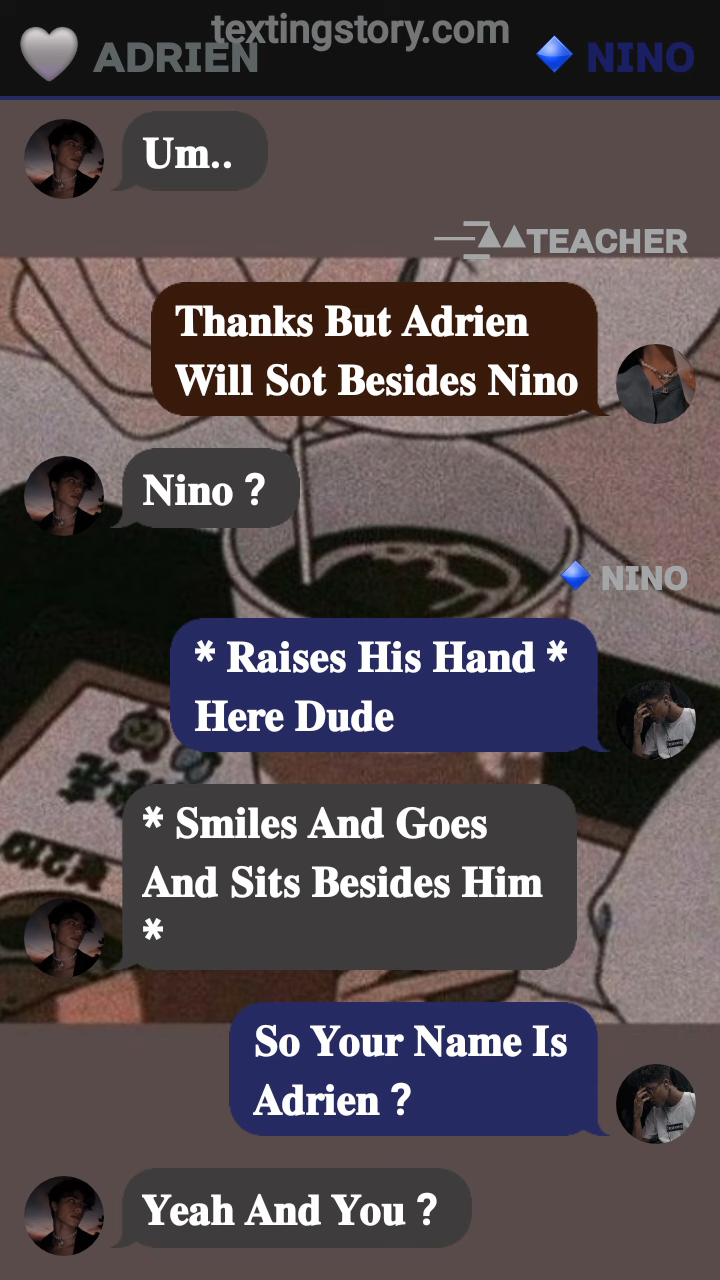 textingstory.com
ADRIEN
NINO
Um..
TEACHER
Thanks But Adrien
Will Sot Besides Nino
Nino ?
NINO
* Raises His Hand *
Here Dude
* Smiles And Goes
And Sits Besides Him
*
So Your Name Is
Adrien ?
Yeah And You ?